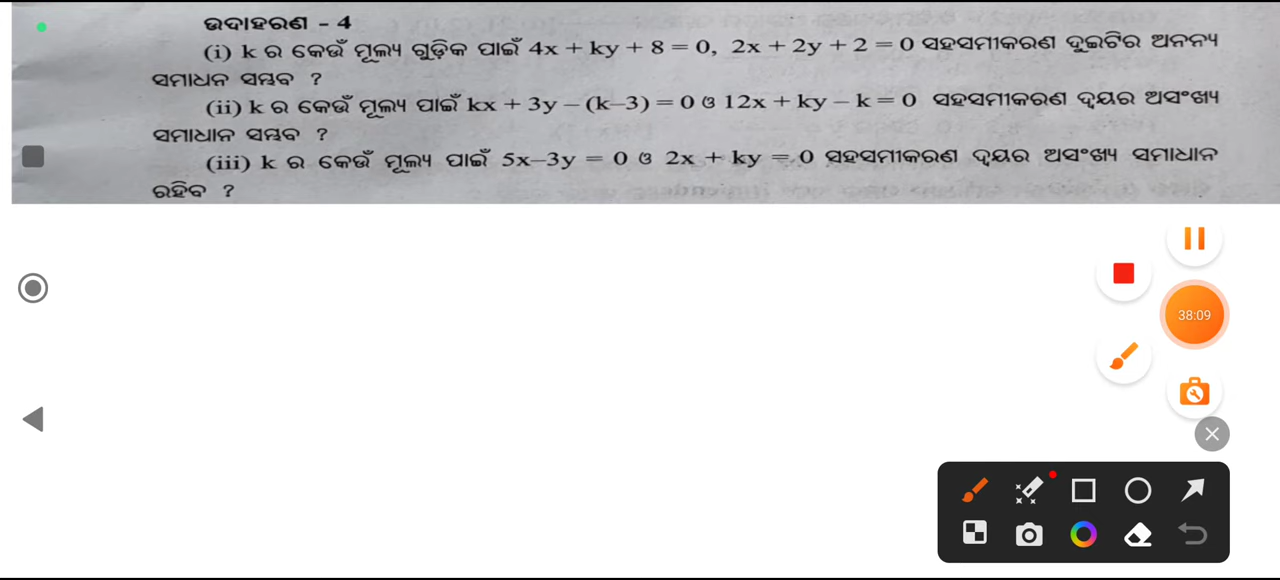 ଉଦାହରଣ - 4
(i) k ର କେଉଁ ମୂଲ୍ୟ ଗୁଡ଼ିକ ପାଇଁ 4x + ky + 8 = 0, 2x + 2y + 2 = 0 ସହସମୀକରଣ ଦୁଇଟିର ଅନନ୍ୟ
ସମାଧନ ସମ୍ଭବ ?
(ii) k ର କେଉଁ ମୂଲ୍ୟ ପାଇଁ kx + 3y – (k–3) = 0 ଓ 12x + ky – k = 0 ସହସମୀକରଣ ଦ୍ୱୟର ଅସଂଖ୍ୟ
ସମାଧାନ ସମ୍ଭବ ?
(iii) k ର କେଉଁ ମୂଲ୍ୟ ପାଇଁ 5x–3y = 0 ଓ 2x + ky = 0 ସହସମୀକରଣ ଦ୍ୱୟର ଅସଂଖ୍ୟ ସମାଧାନ
ରହିବ ?
38:09